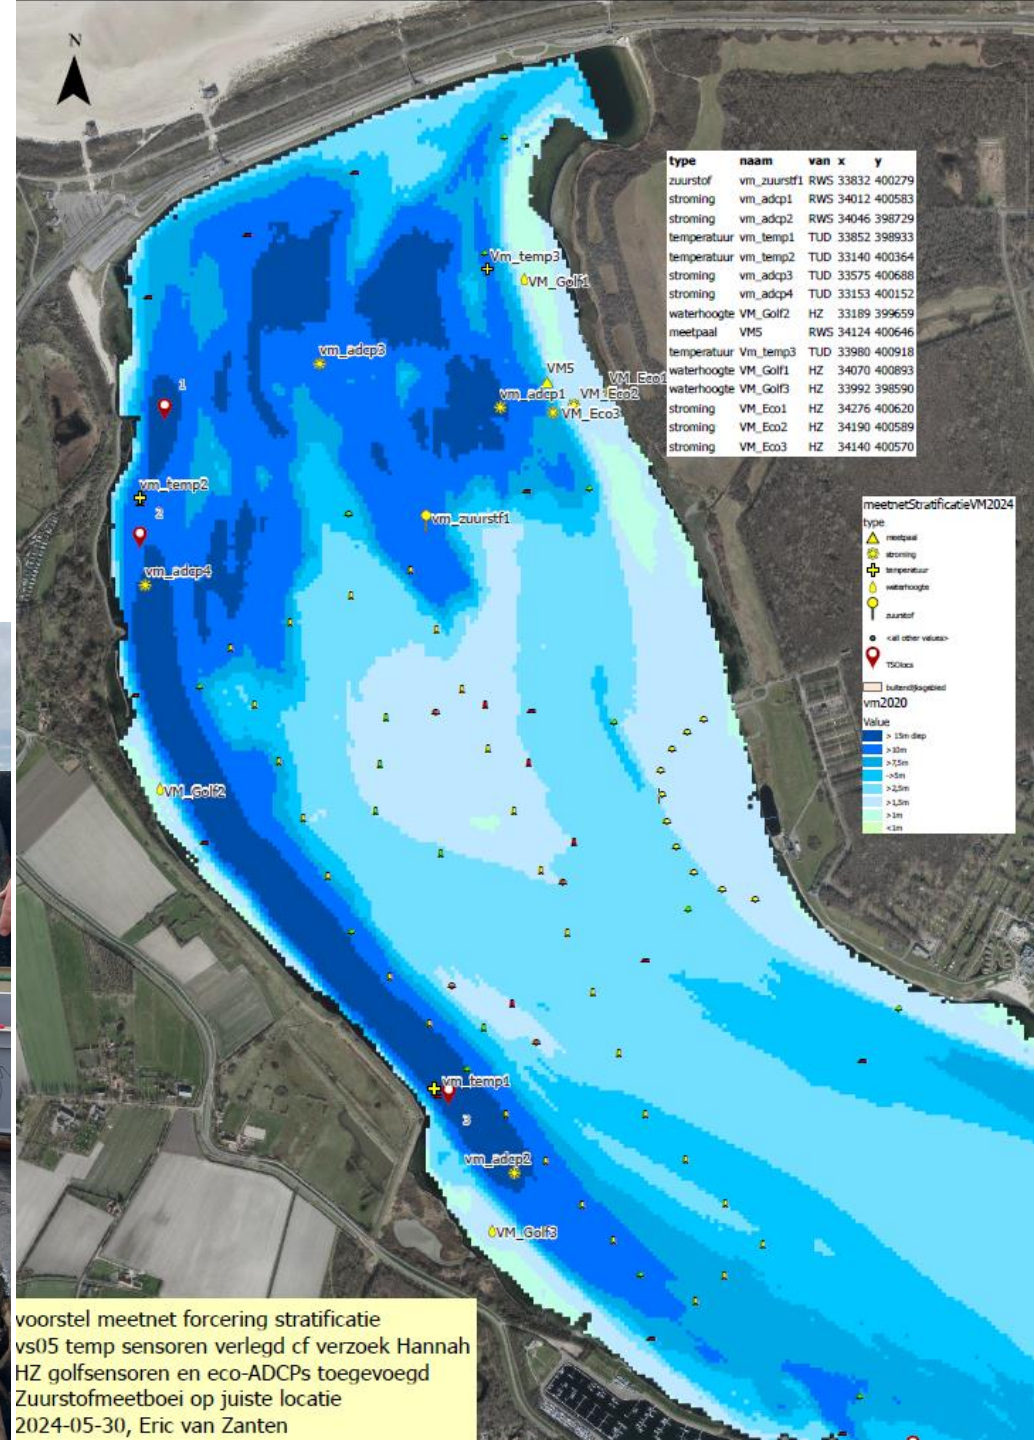 N
type naam van x y
zuurstof vm_zuurstf1 RWS 33832 400279
stroming vm_adcp1 RWS 34012 400583
stroming vm_adcp2 RWS 34046 398729
temperatuur vm_temp1 TUD 33852 398933
temperatuur vm_temp2 TUD 33140 400364
stroming vm_adcp3 TUD 33575 400688
stroming vm_adcp4 TUD 33153 400152
waterhoogte VM_Golf2 HZ 33189 399659
meetpaal VM5 RWS 34124 400646
temperatuur Vm_temp3 TUD 33980 400918
waterhoogte VM_Golf1 HZ 34070 400893
waterhoogte VM_Golf3 HZ 33992 398590
stroming VM_Eco1 HZ 34276 400620
stroming VM_Eco2 HZ 34190 400589
stroming VM_Eco3 HZ 34140 400570
Vm_temp3
VM_Golf1
vm_adcp3
VM5
VM_Eco1
1
vm_adcp1
VM_Eco2
VM_Eco3
vm_temp2
2
vm_zuurstf1
vm_adcp4
VM_Golf2
vm_temp1
3
vm_adcp2
VM_Golf3
meetnetStratificatieVM2024
type
meetpaal
stroming
temperatuur
waterhoogte
zuurstof
<all other values>
TSOlocs
buitendijksgebied
vm2020
Value
> 15m diep
>10m
>7,5m
->5m
>2,5m
>1,5m
>1m
<1m
voorstel meetnet forcering stratificatie
vs05 temp sensoren verlegd cf verzoek Hannah
HZ golfsensoren en eco-ADCPs toegevoegd
Zuurstofmeetboei op juiste locatie
2024-05-30, Eric van Zanten